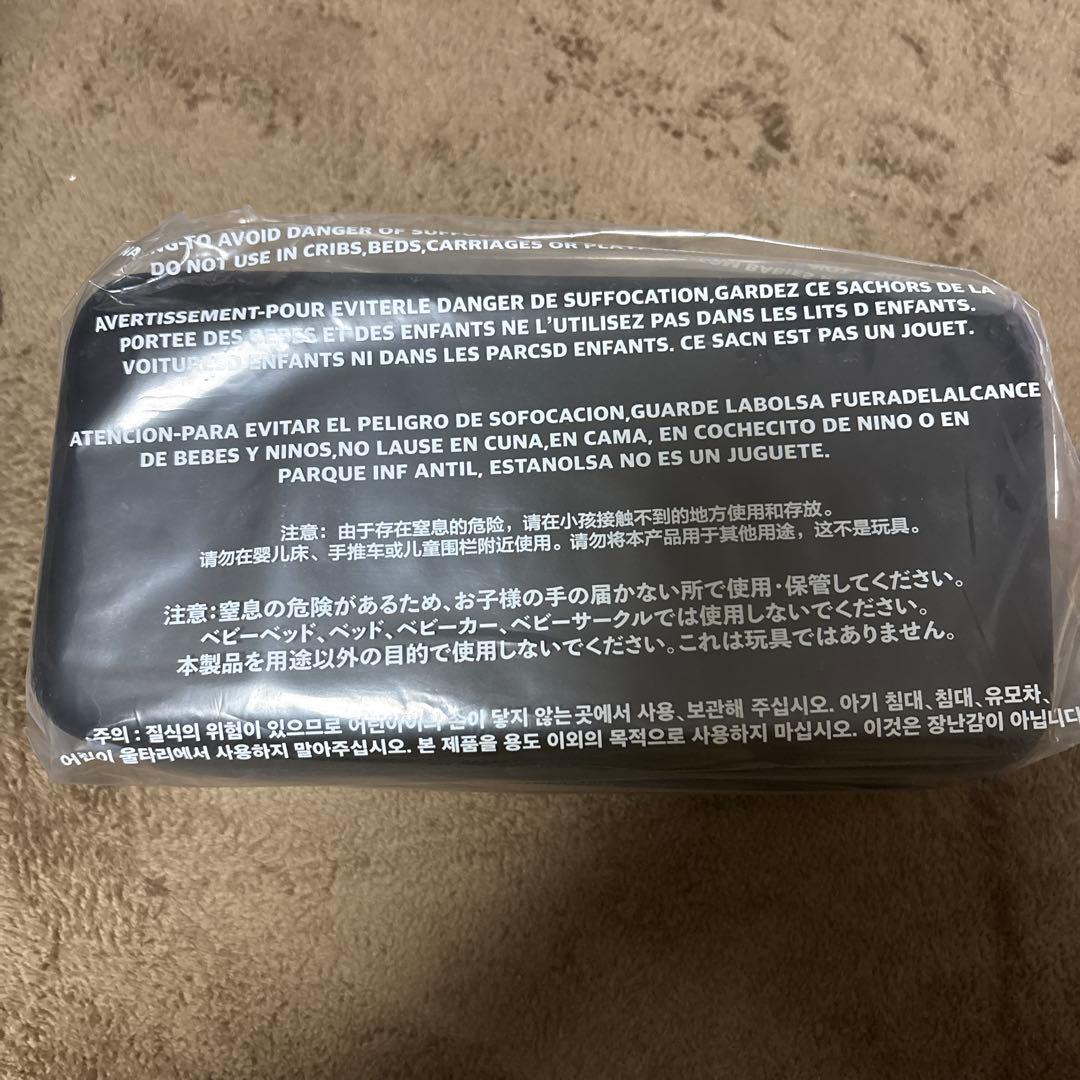 TO AVOID DANGER OF
DO NOT USE IN CRIBS,BEDS,CARRIAGES OR
AVERTISSEMENT-POUR EVITERLE DANGER DE SUFFOCATION,GARDEZ CE SACHORS DE LA
PORTEE DES BEBES ET DES ENFANTS NE L'UTILISEZ PAS DANS LES LITS D ENFANTS.
VOITURESD ENFANTS NI DANS LES PARCSD ENFANTS. CE SACN EST PAS UN JOUET.
ATENCION-PARA EVITAR EL PELIGRO DE SOFOCACION,GUARDE LABOLSA FUERADELALCANCE
DE BEBES Y NINOS,NO LAUSE EN CUNA,EN CAMA, EN COCHECITO DE NINO O EN
PARQUE INF ANTIL, ESTANOLSA NO ES UN JUGUETE.
注意：由于存在窒息的危险，请在小孩接触不到的地方使用和存放。
请勿在婴儿床、手推车或儿童围栏附近使用。请勿将本产品用于其他用途，这不是玩具。
注意：窒息の危険があるため、お子様の手の届かない所で使用・保管してください。
ベビーベッド、ベッド、ベビーカー、ベビーサークルでは使用しないでください。
本製品を用途以外の目的で使用しないでください。これは玩具ではありません。
주의 : 질식의 위험이 있으므로 어린이의 손이 닿지 않는곳에서 사용、보관해 주십시오. 아기 침대、침대、유모차、
어린이 울타리에서 사용하지 말아주십시오. 본 제품을 용도 이외의 목적으로 사용하지 마십시오. 이것은 장난감이 아닙니다